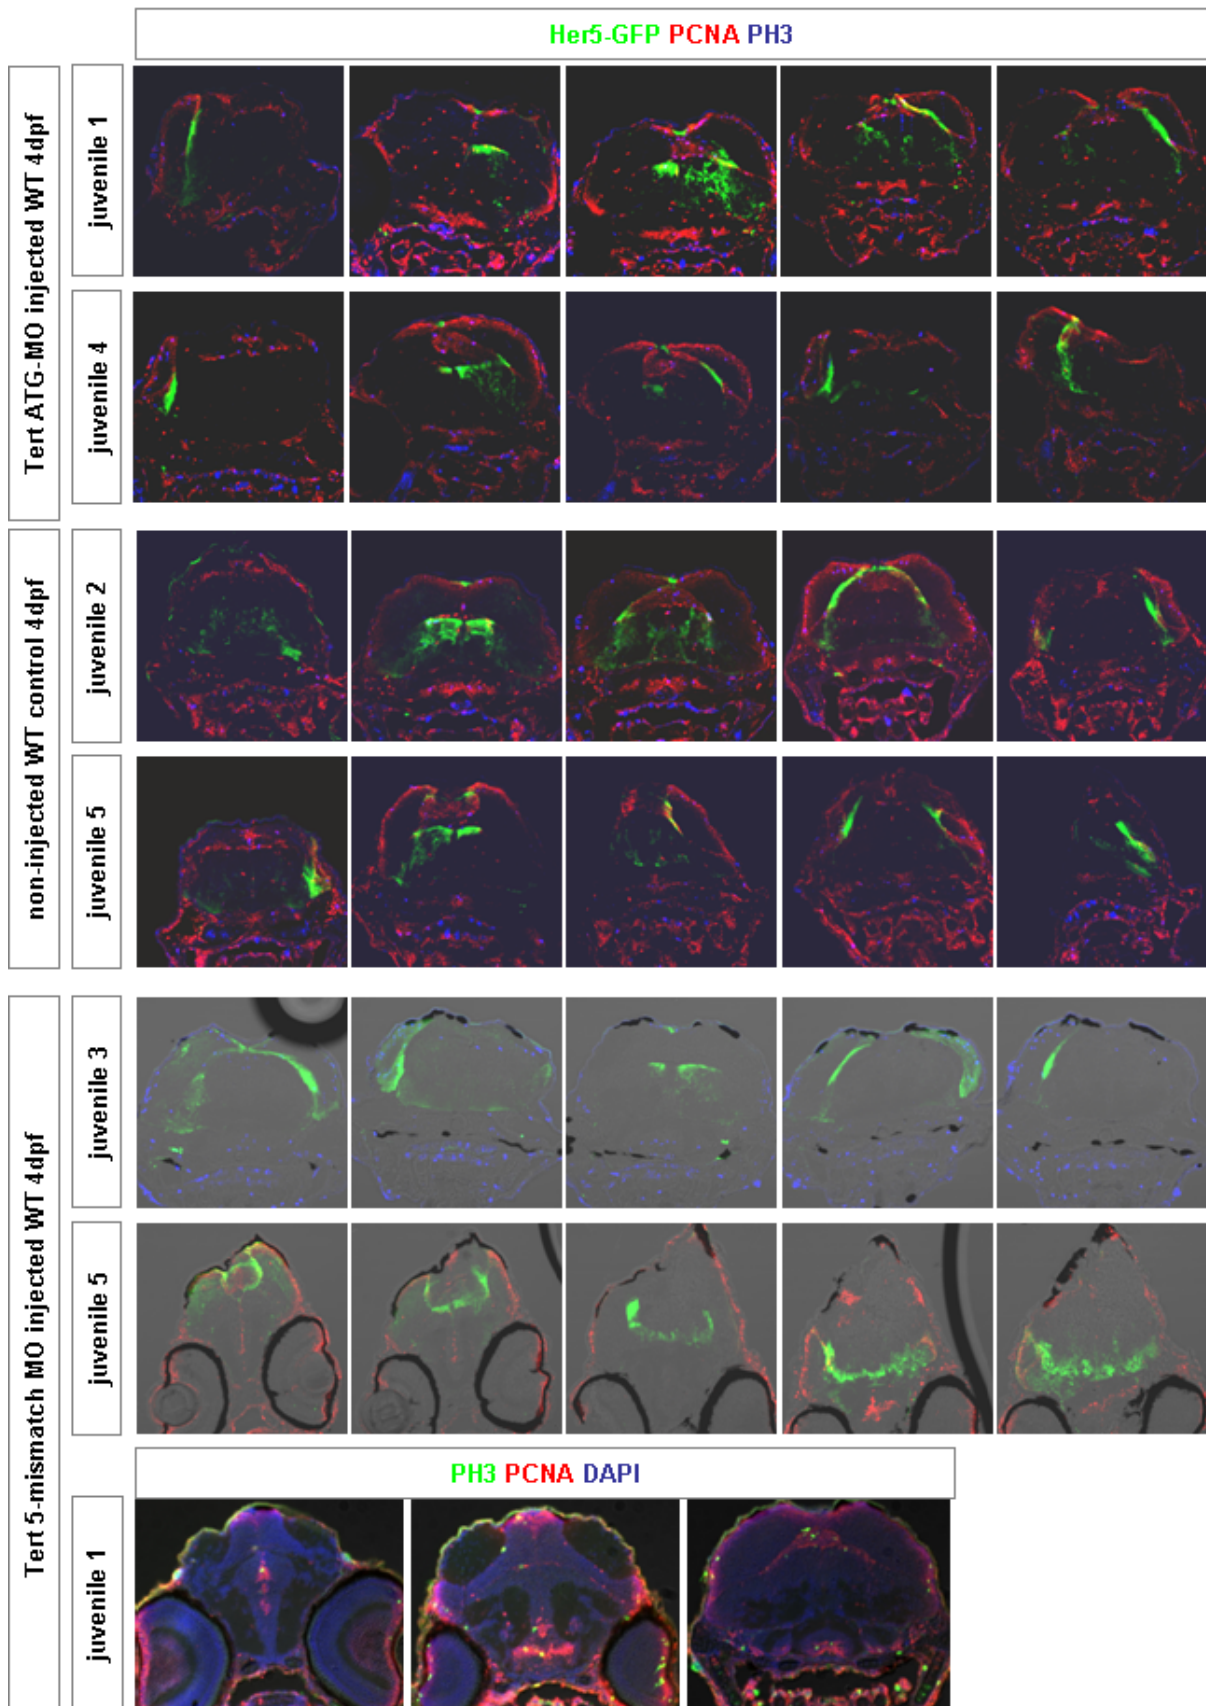 Her5-GFP PCNA PH3
Tert ATG-MO injected WT 4dpf
juvenile 1
juvenile 4
non-injected WT control 4dpf
juvenile 2
juvenile 5
Tert 5-mismatch MO injected WT 4dpf
juvenile 3
juvenile 5
PH3 PCNA DAPI
juvenile 1